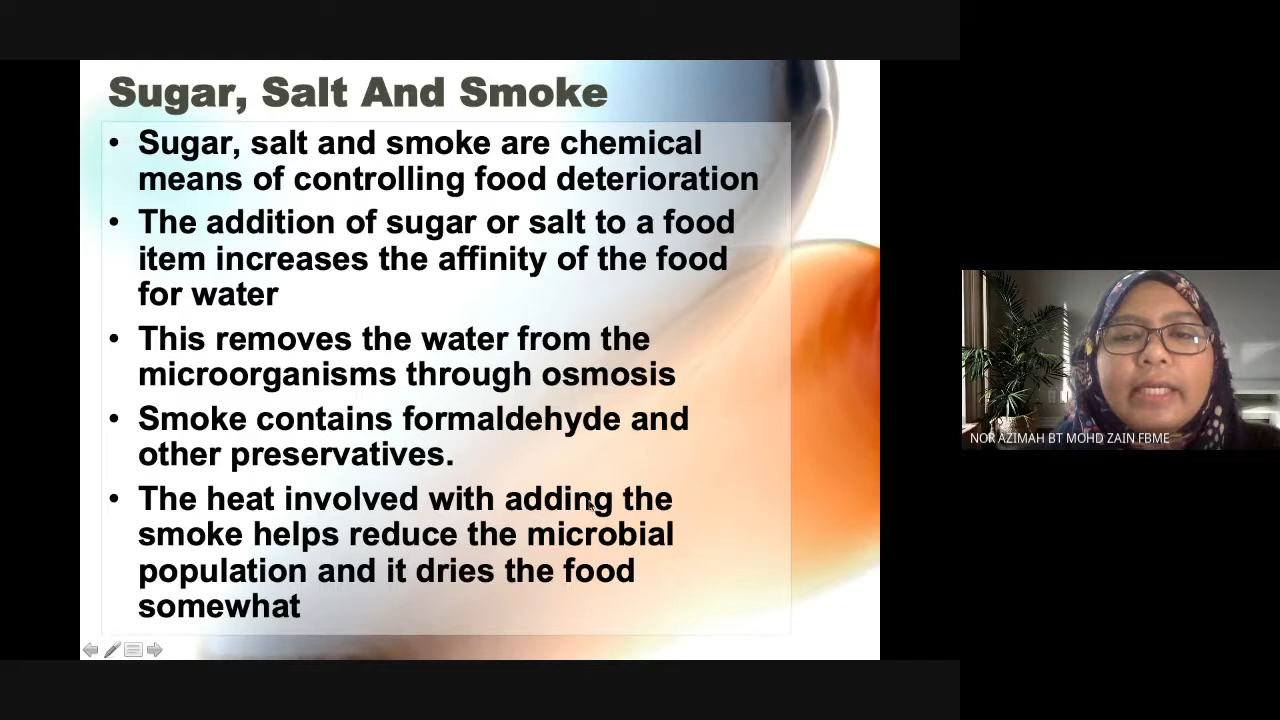 Sugar, Salt And Smoke
• Sugar, salt and smoke are chemical
means of controlling food deterioration
• The addition of sugar or salt to a food
item increases the affinity of the food
for water
• This removes the water from the
microorganisms through osmosis
• Smoke contains formaldehyde and
other preservatives.
• The heat involved with adding the
smoke helps reduce the microbial
population and it dries the food
somewhat
NOR AZIMAH BT MOHD ZAIN FBME